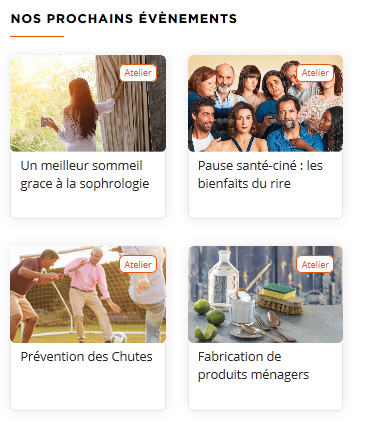 NOS PROCHAINS ÉVÈNEMENTS
Atelier
Atelier
Un meilleur sommeil
grace à la sophrologie
Pause santé-ciné : les
bienfaits du rire
Atelier
Atelier
Prévention des Chutes
Fabrication de
produits ménagers